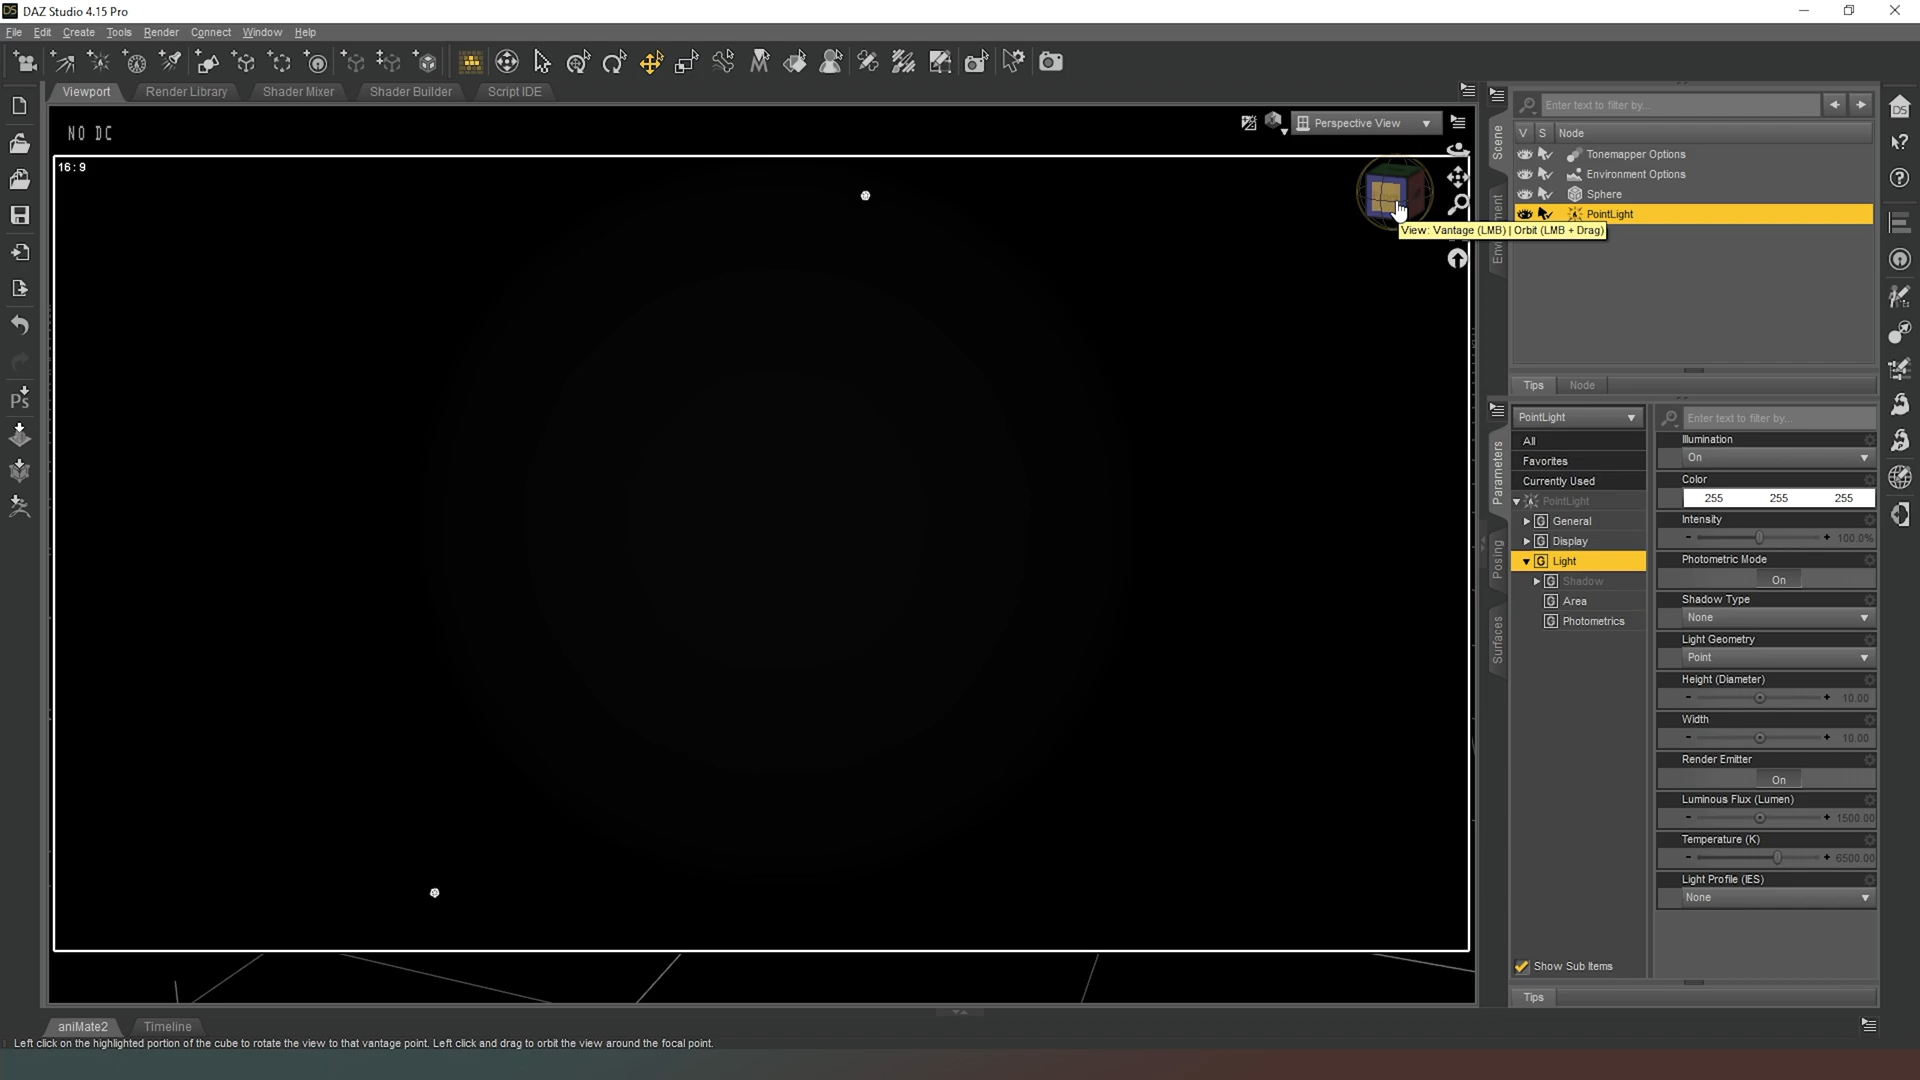 DAZ Studio 4.15 Pro
File Edit Create Tools Render Connect Window Help
Viewport Render Library Shader Mixer Shader Builder Script IDE
NO DC
Perspective View
16:9
View: Vantage (LMB) | Orbit (LMB + Drag)
Scene
Enter text to filter by...
V S Node
Tonemapper Options
Environment Options
Sphere
PointLight
Tips Node
Parameters
Posing
Surfaces
PointLight
All
Favorites
Currently Used
PointLight
G General
G Display
G Light
G Shadow
G Area
G Photometrics
Show Sub Items
Enter text to filter by...
Illumination
On
Color
255 255 255
Intensity
- + 100.0%
Photometric Mode
On
Shadow Type
None
Light Geometry
Point
Height (Diameter)
- + 10.00
Width
- + 10.00
Render Emitter
On
Luminous Flux (Lumen)
- + 1500.00
Temperature (K)
- + 6500.00
Light Profile (IES)
None
Tips
DS
Ps
aniMate2 Timeline
Left click on the highlighted portion of the cube to rotate the view to that vantage point. Left click and drag to orbit the view around the focal point.